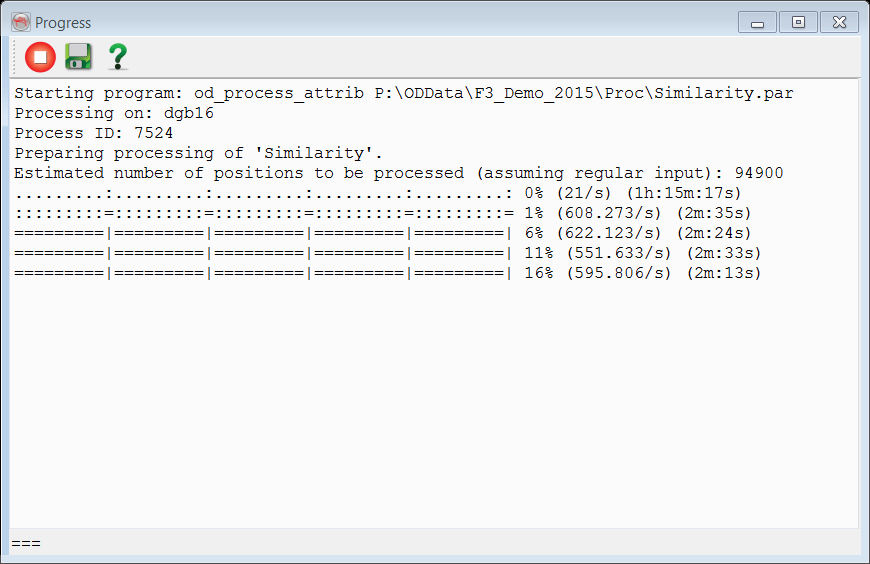 Progress
Starting program: od_process_attrib P:\ODData\F3_Demo_2015\Proc\Similarity.par
Processing on: dgb16
Process ID: 7524
Preparing processing of 'Similarity'.
Estimated number of positions to be processed (assuming regular input): 94900
.........:.........:.........:.........:.........: 0% (21/s) (1h:15m:17s)
:::::::::=:::::::::=:::::::::=:::::::::=:::::::::= 1% (608.273/s) (2m:35s)
=========|=========|=========|=========|=========| 6% (622.123/s) (2m:24s)
=========|=========|=========|=========|=========| 11% (551.633/s) (2m:33s)
=========|=========|=========|=========|=========| 16% (595.806/s) (2m:13s)
===